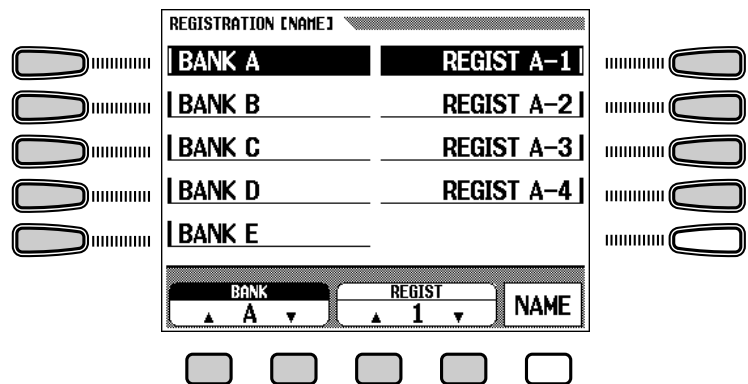 REGISTRATION [NAME]
BANK A REGIST A-1
BANK B REGIST A-2
BANK C REGIST A-3
BANK D REGIST A-4
BANK E
BANK REGIST
▲ A ▼ ▲ 1 ▼ NAME